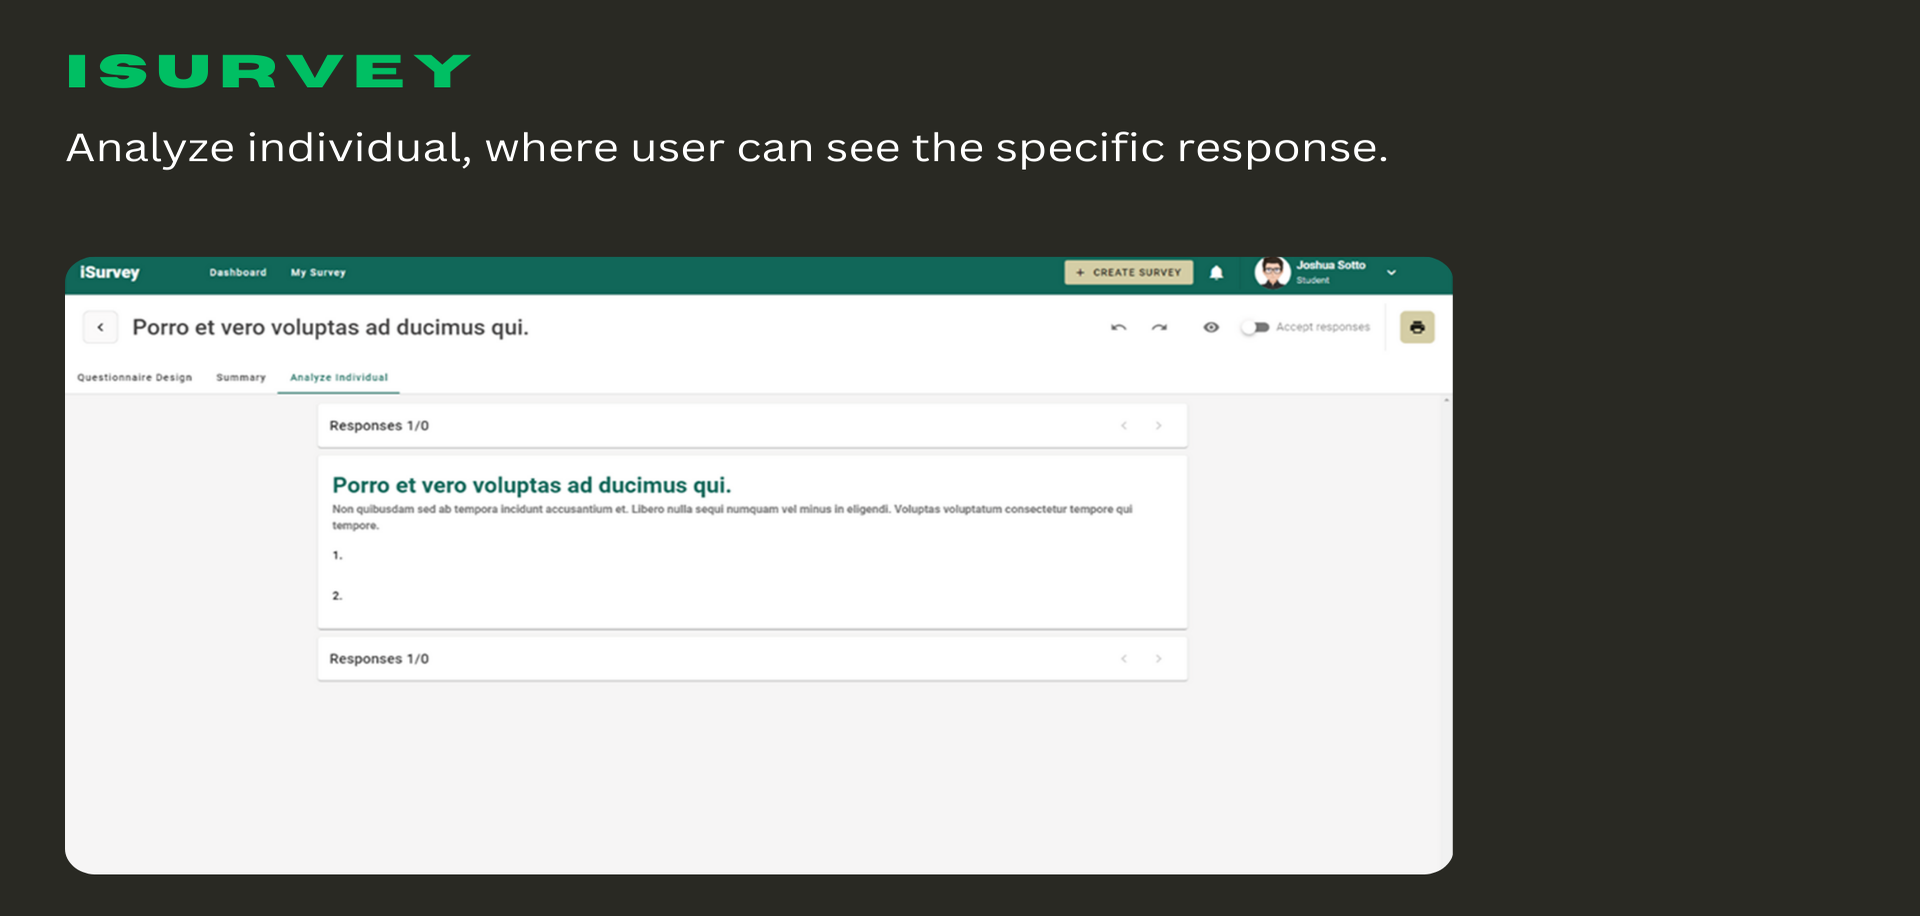 ISURVEY
Analyze individual, where user can see the specific response.
iSurvey Dashboard My Survey + CREATE SURVEY Joshua Sotto
Student
Porro et vero voluptas ad ducimus qui. Accept responses
Questionnaire Design Summary Analyze Individual
Responses 1/0
Porro et vero voluptas ad ducimus qui.
Non quibusdam sed ab tempora incidunt accusantium et. Libero nulla sequi numquam vel minus in eligendi. Voluptas voluptatum consectetur tempore qui
tempore.
1.
2.
Responses 1/0